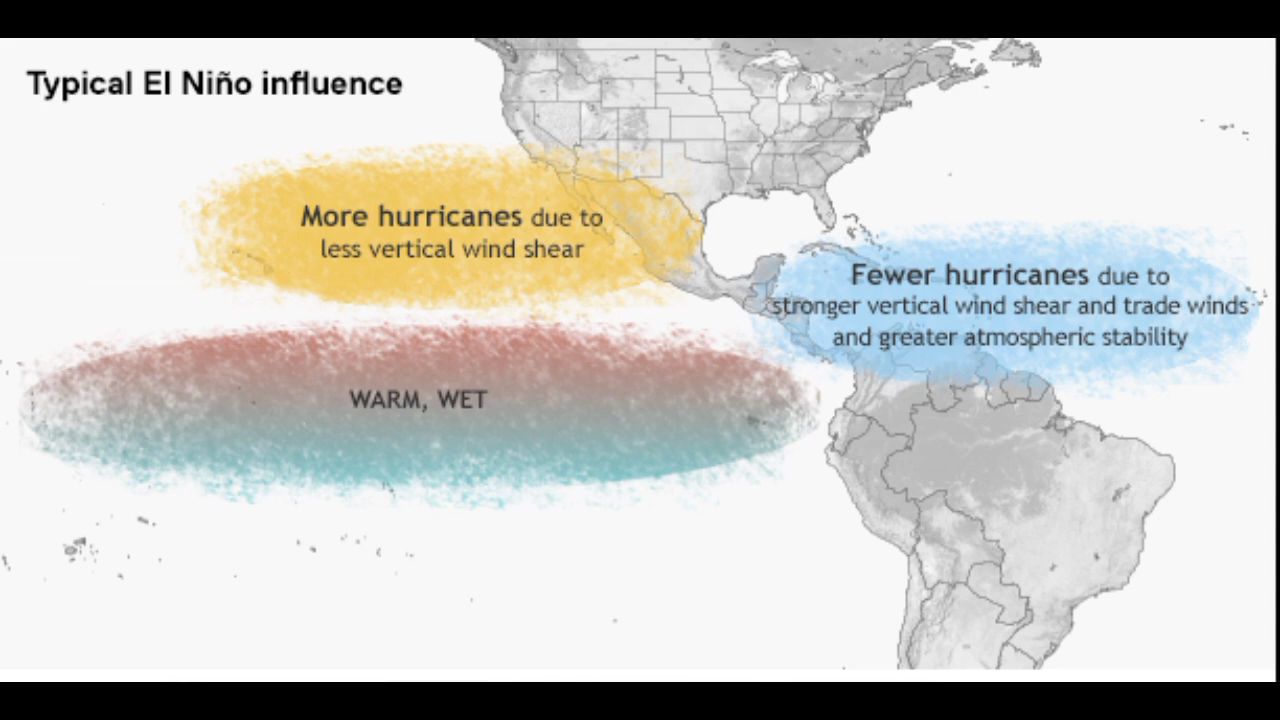 Typical El Niño influence
More hurricanes due to
less vertical wind shear
Fewer hurricanes due to
stronger vertical wind shear and trade winds
and greater atmospheric stability
WARM, WET